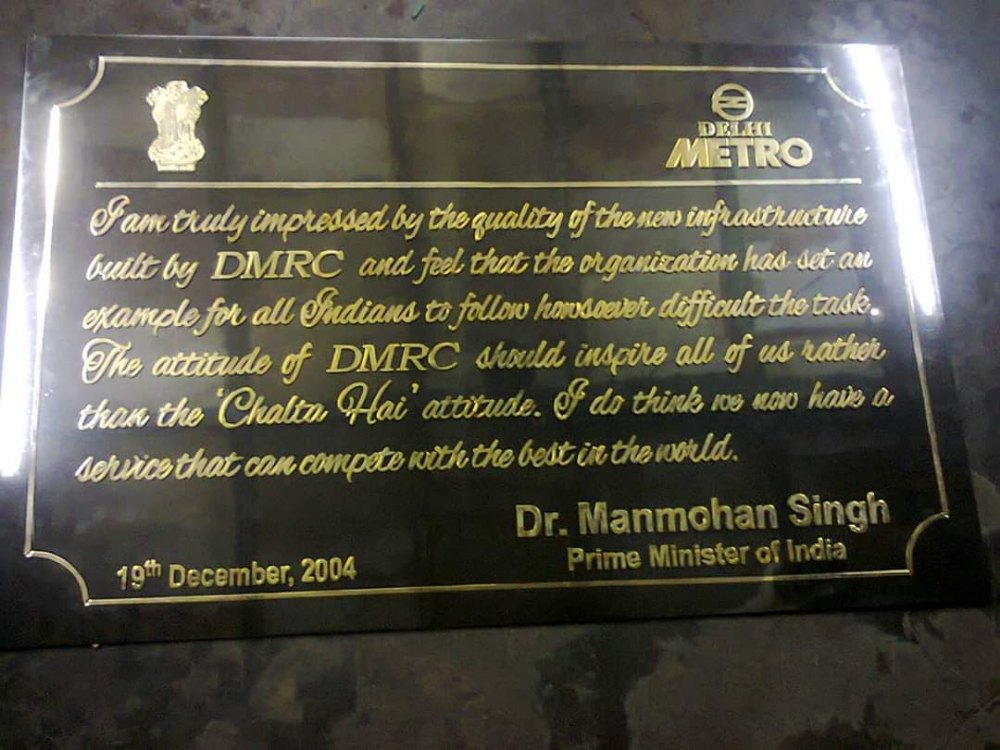 DELHI
METRO
I am truly impressed by the quality of the new infrastructure
built by DMRC and feel that the organization has set an
example for all Indians to follow howsoever difficult the task.
The attitude of DMRC should inspire all of us rather
than the 'Chalta Hai' attitude. I do think we now have a
service that can compete with the best in the world.
Dr. Manmohan Singh
Prime Minister of India
19th December, 2004